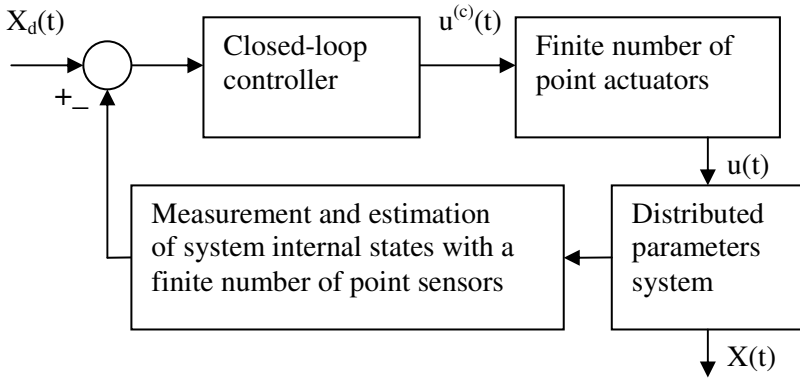 X_d(t)
+_
Closed-loop
controller
u^(c)(t)
Finite number of
point actuators
u(t)
Measurement and estimation
of system internal states with a
finite number of point sensors
Distributed
parameters
system
X(t)